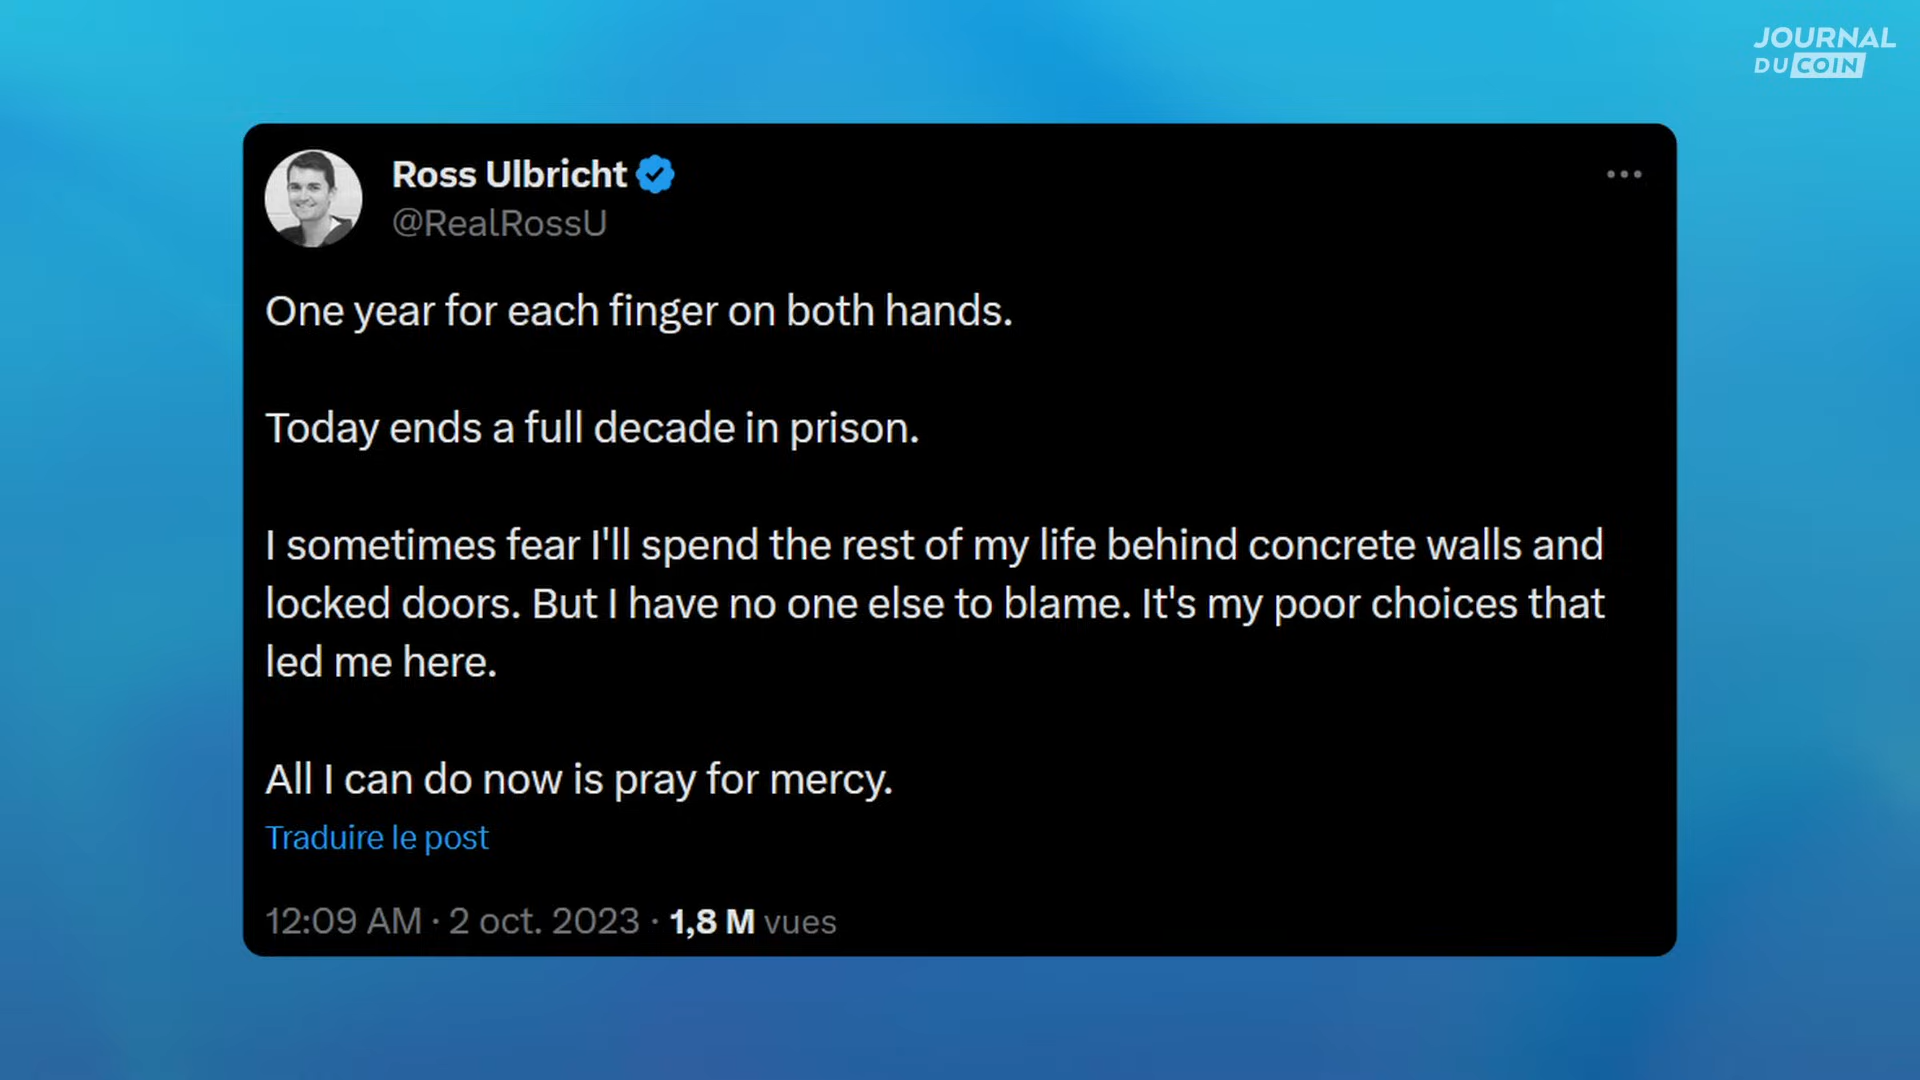 JOURNAL
DU COIN
Ross Ulbricht
@RealRossU
One year for each finger on both hands.
Today ends a full decade in prison.
I sometimes fear I'll spend the rest of my life behind concrete walls and
locked doors. But I have no one else to blame. It's my poor choices that
led me here.
All I can do now is pray for mercy.
Traduire le post
12:09 AM · 2 oct. 2023 · 1,8 M vues